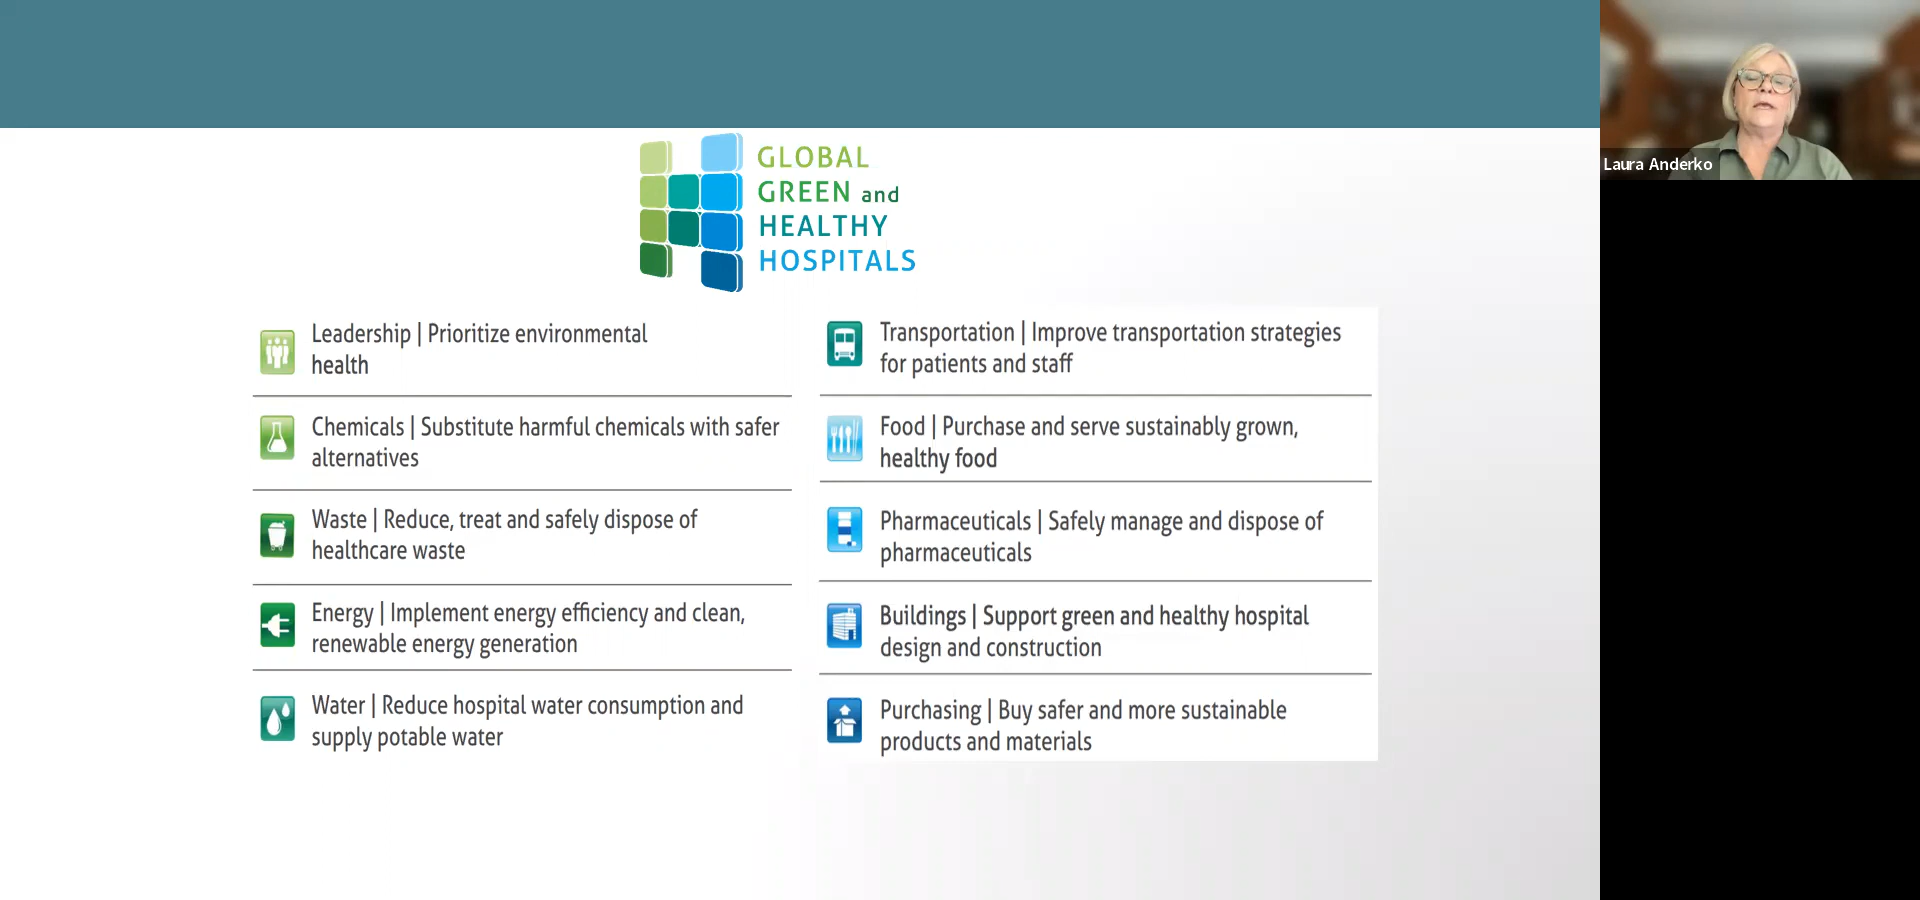 GLOBAL
GREEN and
HEALTHY
HOSPITALS
Leadership | Prioritize environmental
health
Chemicals | Substitute harmful chemicals with safer
alternatives
Waste | Reduce, treat and safely dispose of
healthcare waste
Energy | Implement energy efficiency and clean,
renewable energy generation
Water | Reduce hospital water consumption and
supply potable water
Transportation | Improve transportation strategies
for patients and staff
Food | Purchase and serve sustainably grown,
healthy food
Pharmaceuticals | Safely manage and dispose of
pharmaceuticals
Buildings | Support green and healthy hospital
design and construction
Purchasing | Buy safer and more sustainable
products and materials
Laura Anderko